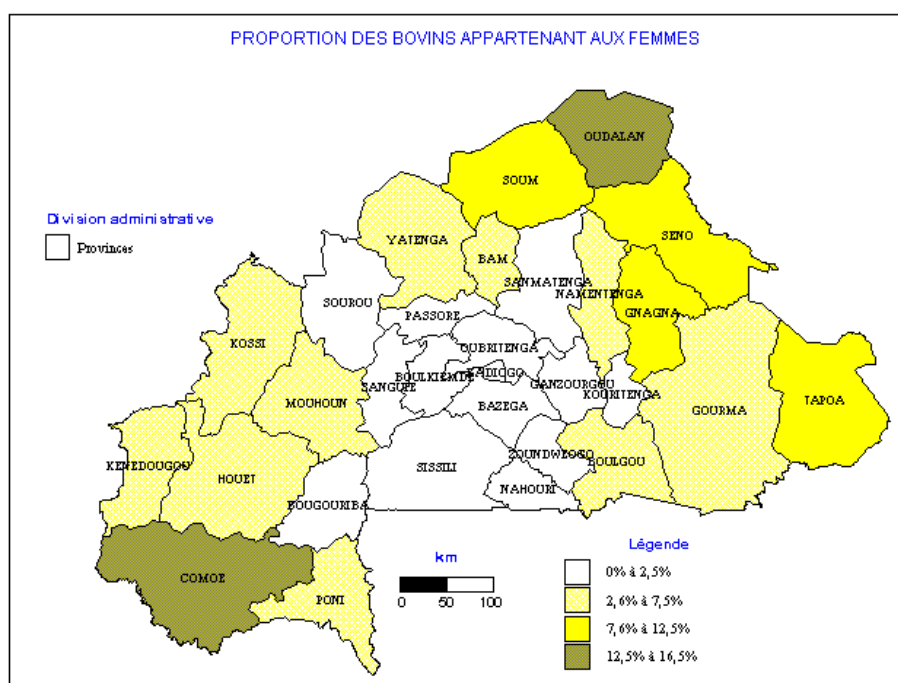 PROPORTION DES BOVINS APPARTENANT AUX FEMMES
OUDALAN
SOUM
Division administrative
Provinces
YATENGA
SENO
BAM
SANMATENGA
NAMENTENGA
SOUROU
PASSORE
GNAGNA
KOSSI
OUBRITENGA
BOULKIEMDE
KADIOGO
SANGUIE
GANZOURGOU
KOURITENGA
MOUHOUN
BAZEGA
GOURMA
TAPOA
KENEDOUGOU
HOUET
SISSILI
ZOUNDWEOGO
BOULGOU
NAHOURI
BOUGOURIBA
COMOE
PONI
km
0 50 100
Légende
0% à 2,5%
2,6% à 7,5%
7,6% à 12,5%
12,5% à 16,5%